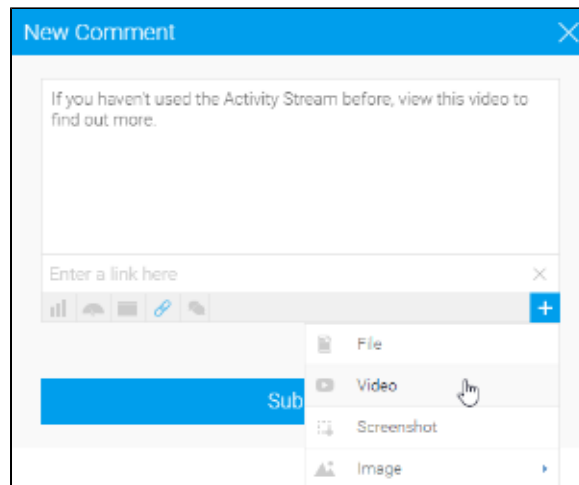 New Comment
If you haven't used the Activity Stream before, view this video to
find out more.
Enter a link here
File
Video
Sub
Screenshot
Image